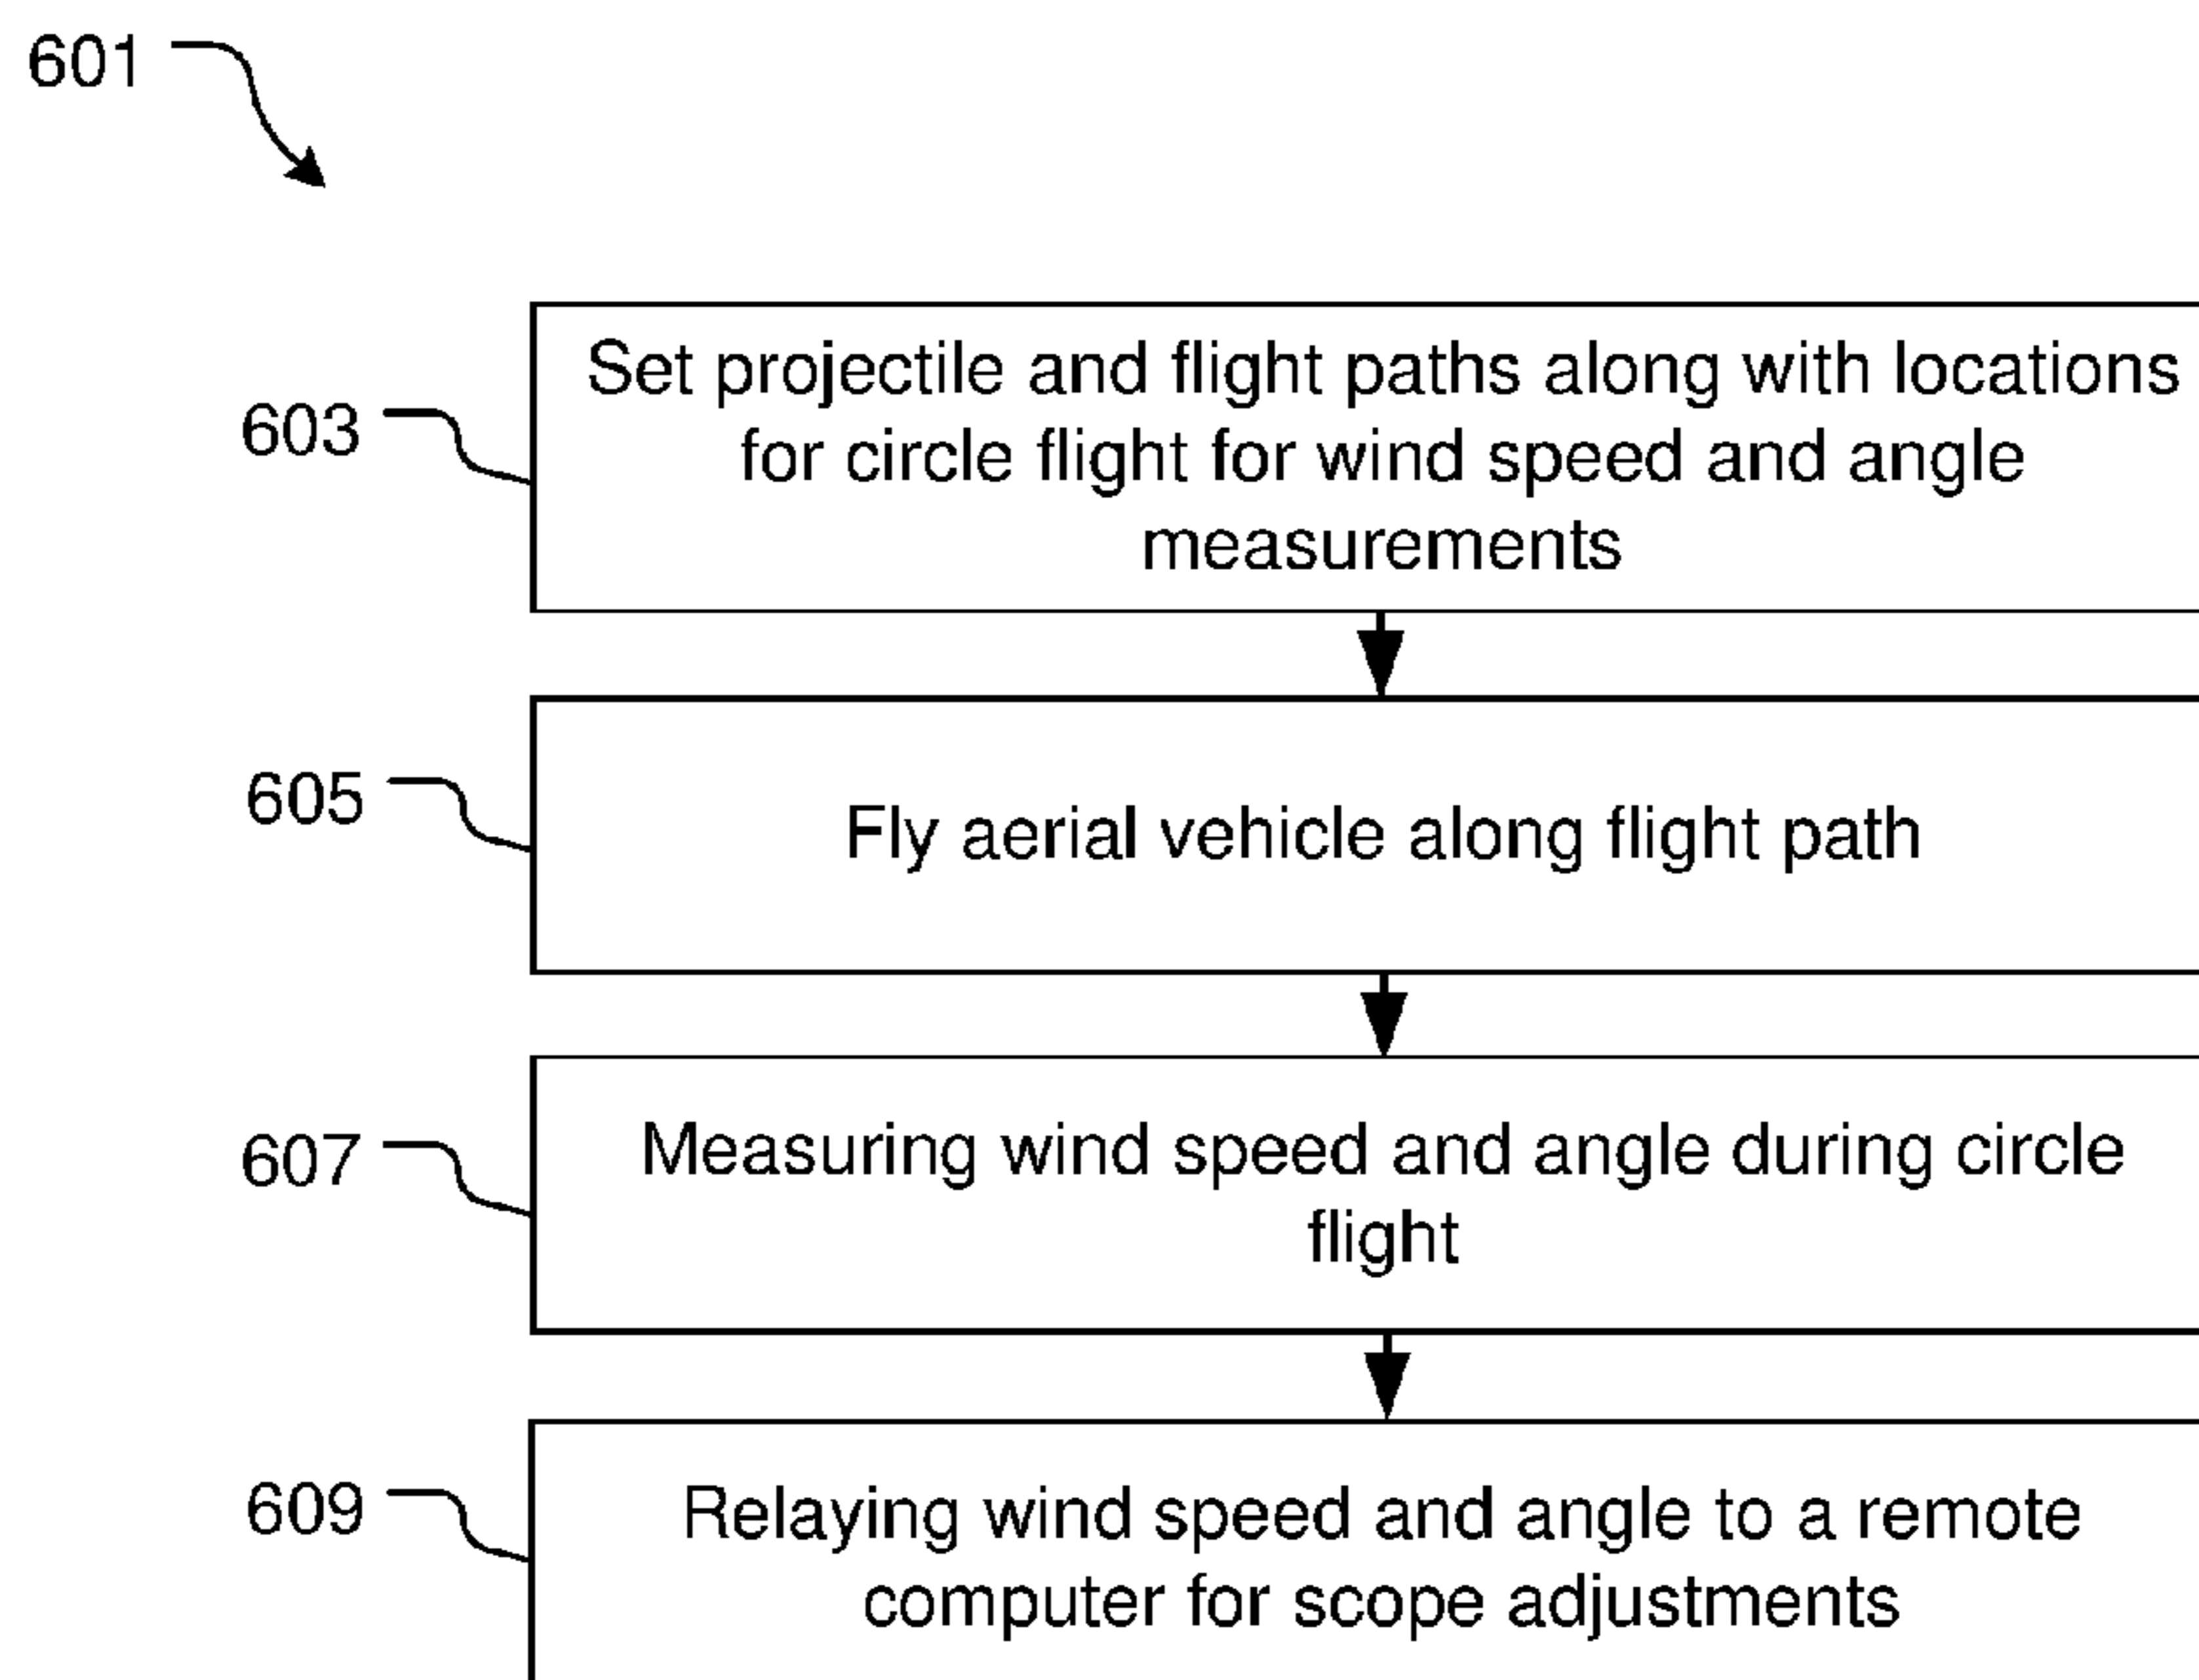 601
603
Set projectile and flight paths along with locations
for circle flight for wind speed and angle
measurements
605
Fly aerial vehicle along flight path
607
Measuring wind speed and angle during circle
flight
609
Relaying wind speed and angle to a remote
computer for scope adjustments